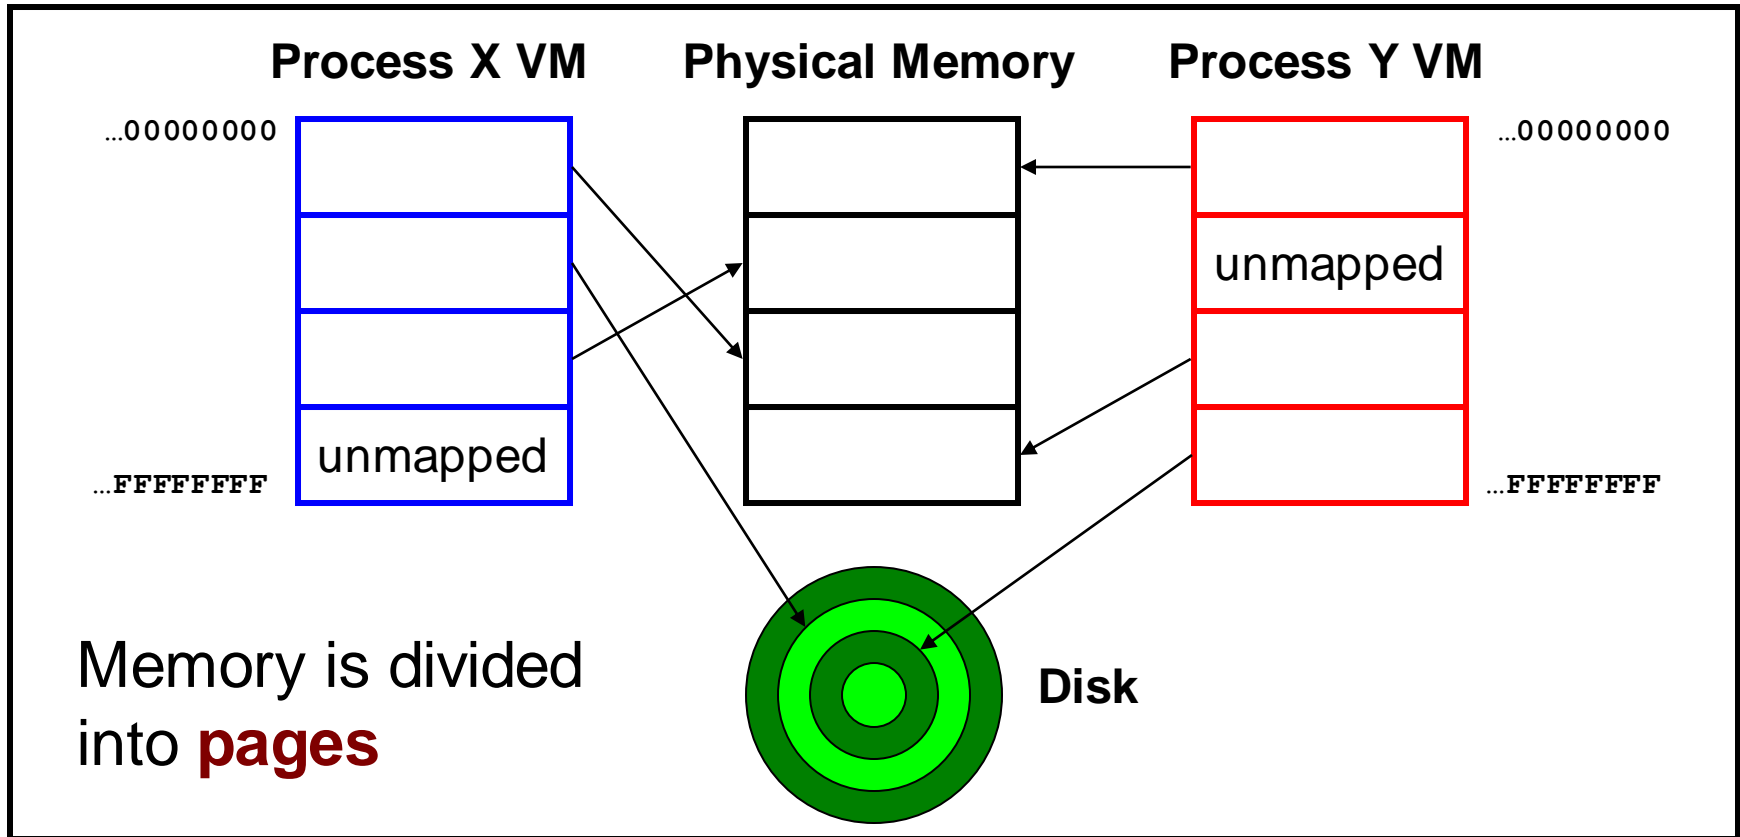 Process X VM
Physical Memory
Process Y VM
...00000000
...00000000
unmapped
unmapped
...FFFFFFFF
...FFFFFFFF
Memory is divided
into pages
Disk